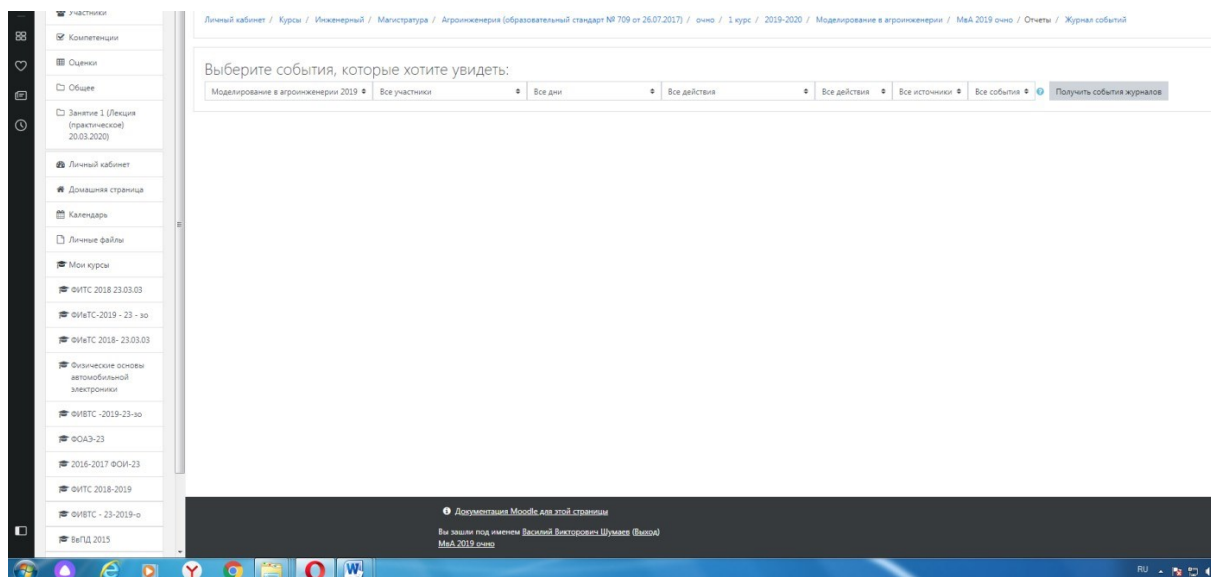 Участники
Компетенции
Оценки
Общее
Занятие 1 (Лекция
(практическое)
20.03.2020)
Личный кабинет
Домашняя страница
Календарь
Личные файлы
Мои курсы
ФИТС 2018 23.03.03
ФИвТС-2019 - 23 - зо
ФИвТС 2018- 23.03.03
Физические основы
автомобильной
электроники
ФИВТС -2019-23-зо
ФОАЭ-23
2016-2017 ФОИ-23
ФИТС 2018-2019
ФИВТС - 23-2019-о
ВвПД 2015
Личный кабинет / Курсы / Инженерный / Магистратура / Агроинженерия (образовательный стандарт № 709 от 26.07.2017) / очно / 1 курс / 2019-2020 / Моделирование в агроинженерии / МвА 2019 очно / Отчеты / Журнал событий
Выберите события, которые хотите увидеть:
Моделирование в агроинженерии 2019 Все участники Все дни Все действия Все действия Все источники Все события Получить события журналов
Документация Moodle для этой страницы
Вы зашли под именем Василий Викторович Шумаев (Выход)
МвА 2019 очно
RU